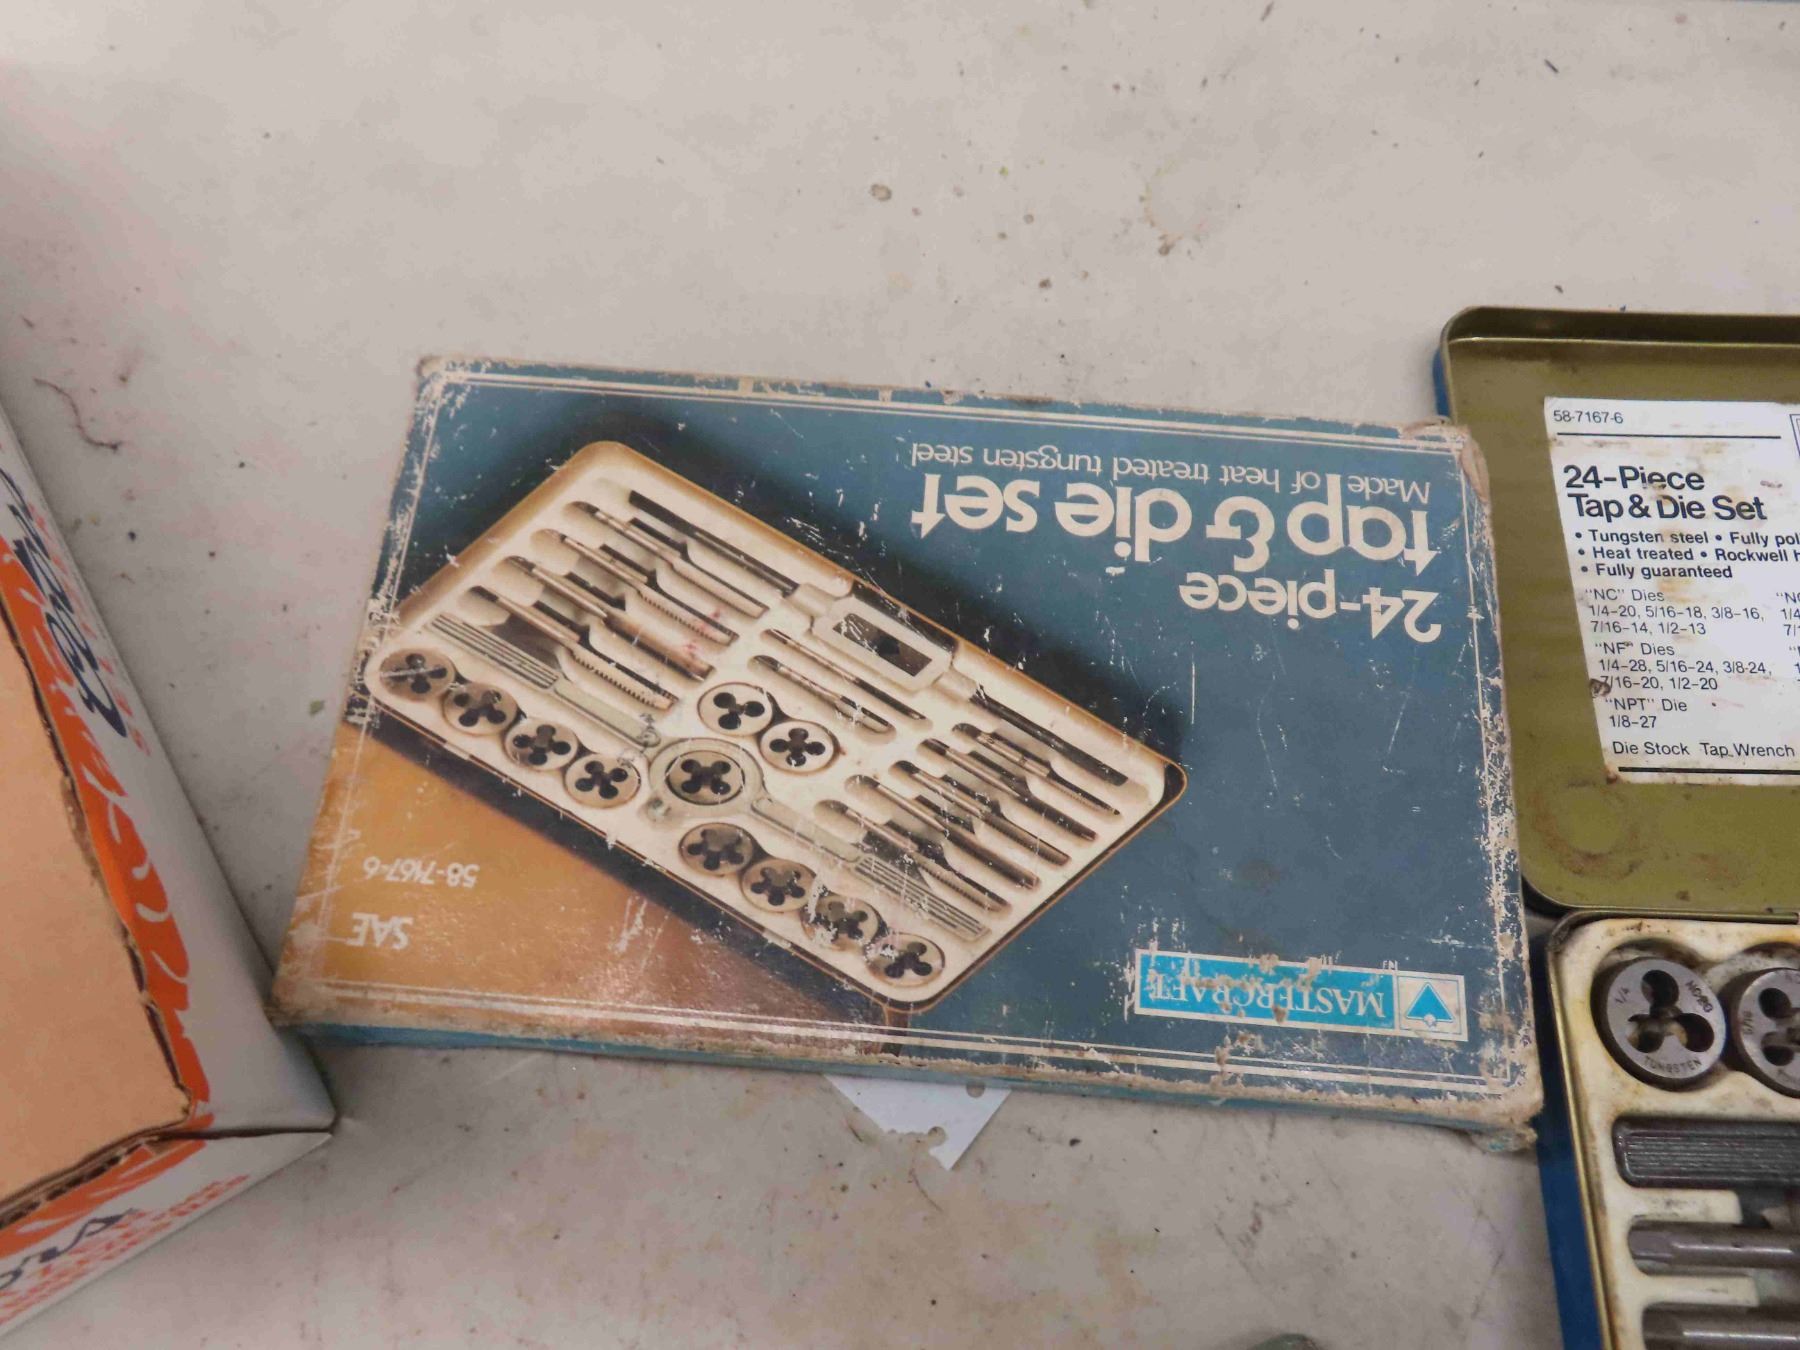 24-piece
tap & die set
Made of heat treated tungsten steel
MASTERCRAFT
SAE
58-7167-6
58-7167-6
24-Piece
Tap & Die Set
• Tungsten steel • Fully
• Heat treated • Rockwell
• Fully guaranteed
"NC" Dies
1/4-20, 5/16-18, 3/8-16,
7/16-14, 1/2-13
"NF" Dies
1/4-28, 5/16-24, 3/8-24,
7/16-20, 1/2-20
"NPT" Die
1/8-27
Die Stock Tap Wrench
1/4
TUNGSTEN